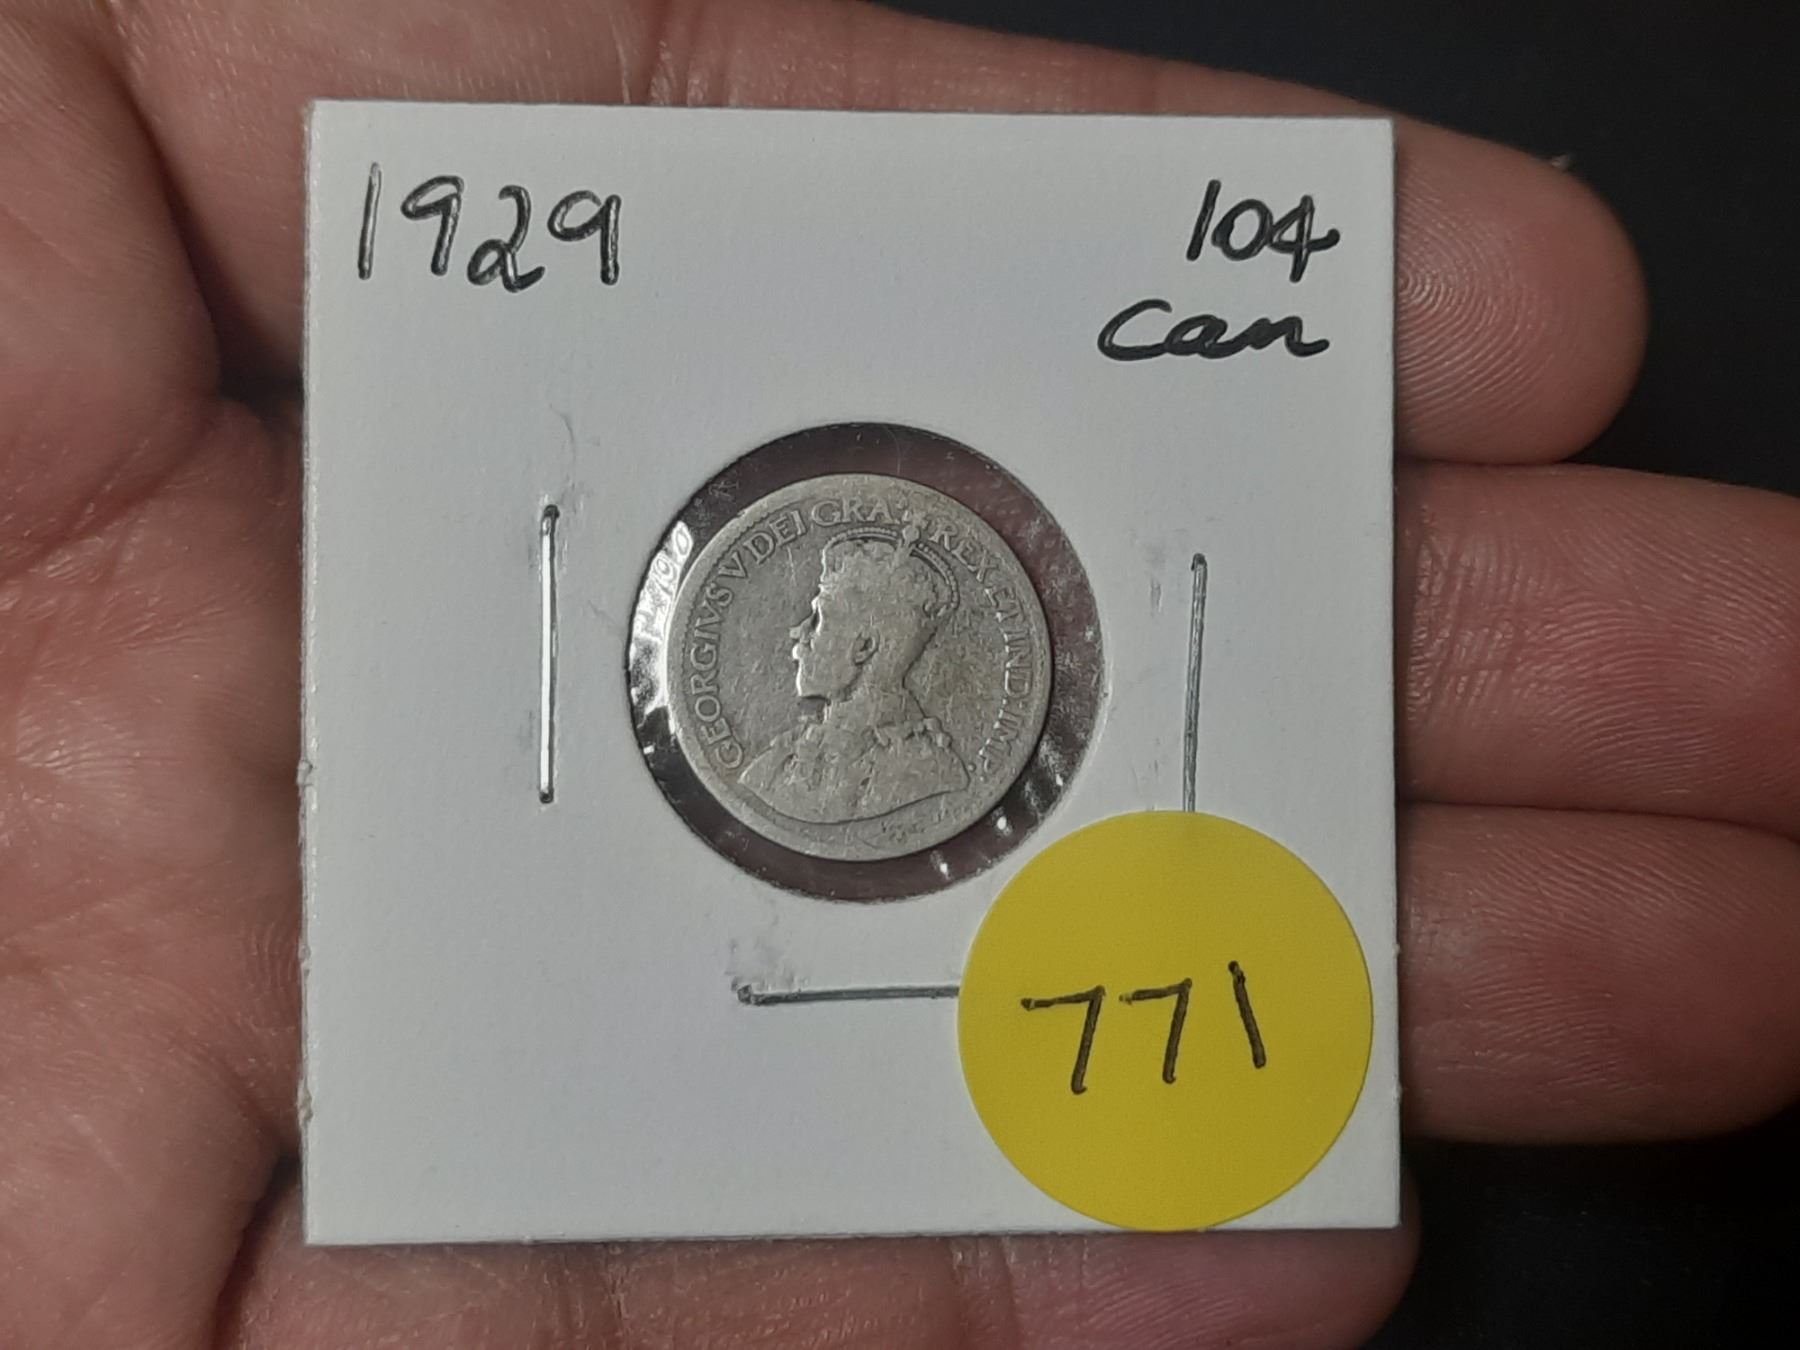 1929
10¢
Can
GEORGIVS V DEI GRA: REX ET IND: IMP:
771